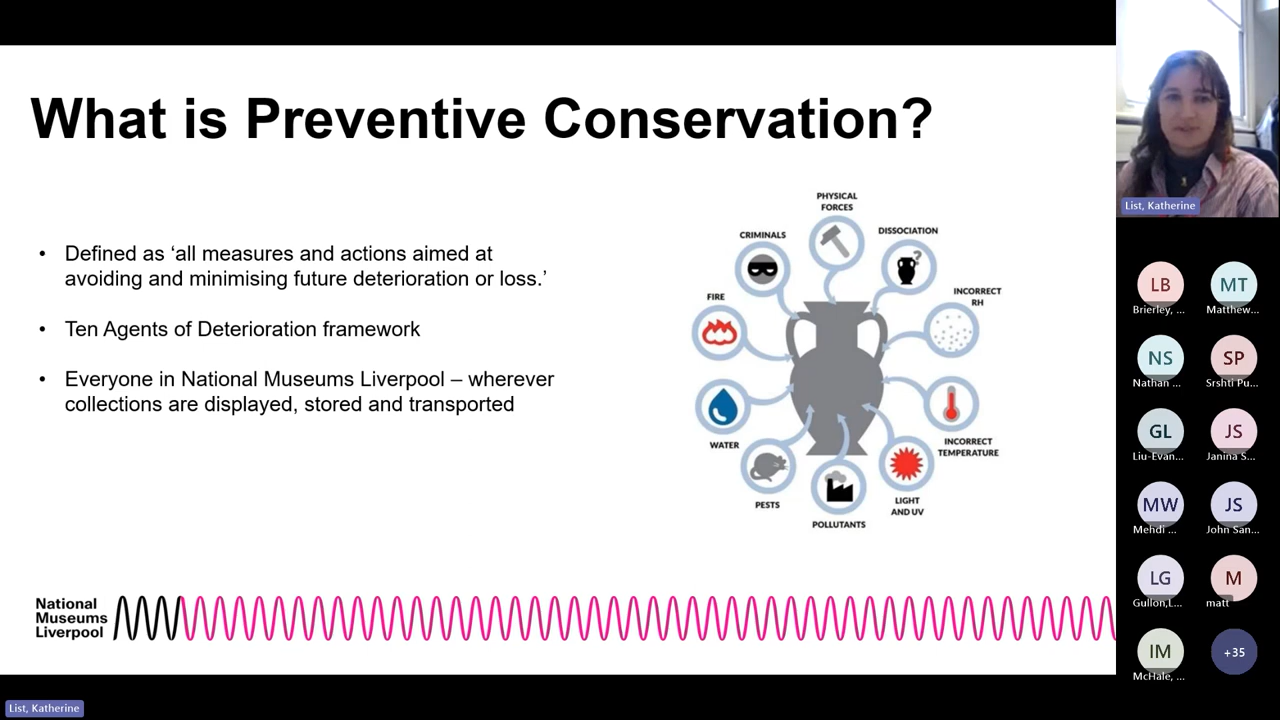 What is Preventive Conservation?
• Defined as ‘all measures and actions aimed at
avoiding and minimising future deterioration or loss.’
• Ten Agents of Deterioration framework
• Everyone in National Museums Liverpool – wherever
collections are displayed, stored and transported
PHYSICAL
FORCES
CRIMINALS
DISSOCIATION
?
FIRE
INCORRECT
RH
WATER
INCORRECT
TEMPERATURE
PESTS
LIGHT
AND UV
POLLUTANTS
National
Museums
Liverpool
List, Katherine
LB
MT
Brierley, ...
Matthew...
NS
SP
Nathan ...
Srshti Pu...
GL
JS
Liu-Evan...
Janina S...
MW
JS
Mehdi ...
John San...
LG
M
Gullon,L...
matt
IM
+35
McHale, ...
List, Katherine